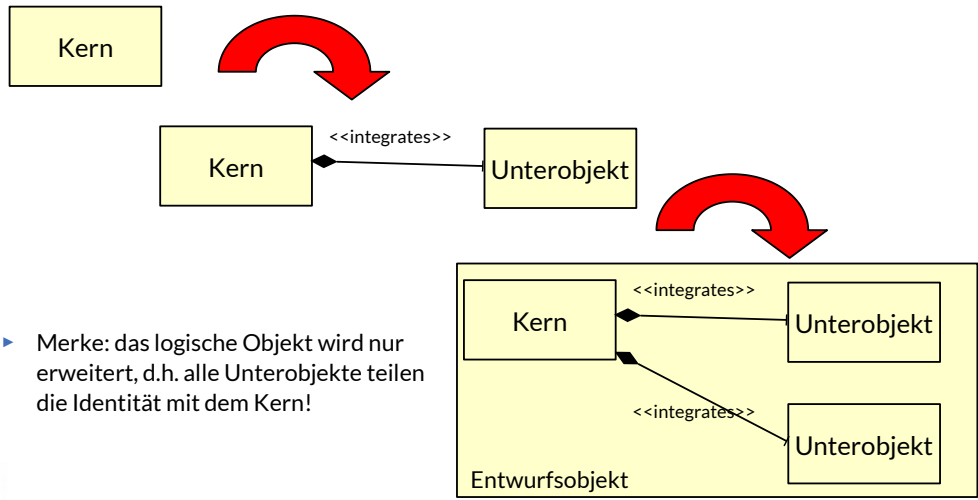 Kern
<<integrates>>
Kern
Unterobjekt
<<integrates>>
Kern
Unterobjekt
Merke: das logische Objekt wird nur
erweitert, d.h. alle Unterobjekte teilen
die Identität mit dem Kern!
<<integrates>>
Unterobjekt
Entwurfsobjekt